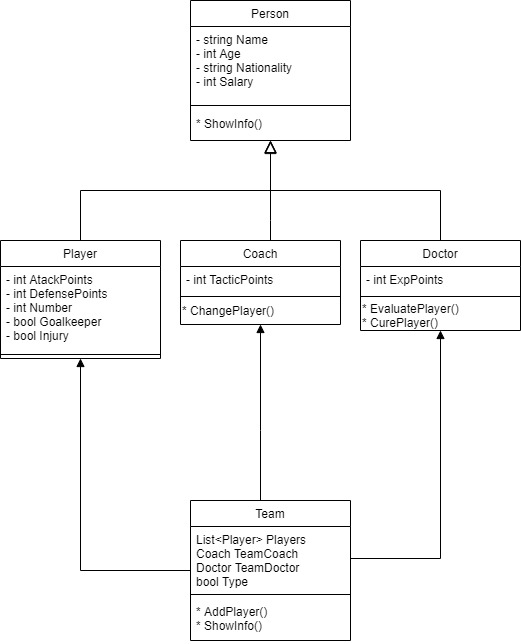 Person
- string Name
- int Age
- string Nationality
- int Salary
* ShowInfo()
Player
- int AtackPoints
- int DefensePoints
- int Number
- bool Goalkeeper
- bool Injury
Coach
- int TacticPoints
* ChangePlayer()
Doctor
- int ExpPoints
* EvaluatePlayer()
* CurePlayer()
Team
List<Player> Players
Coach TeamCoach
Doctor TeamDoctor
bool Type
* AddPlayer()
* ShowInfo()